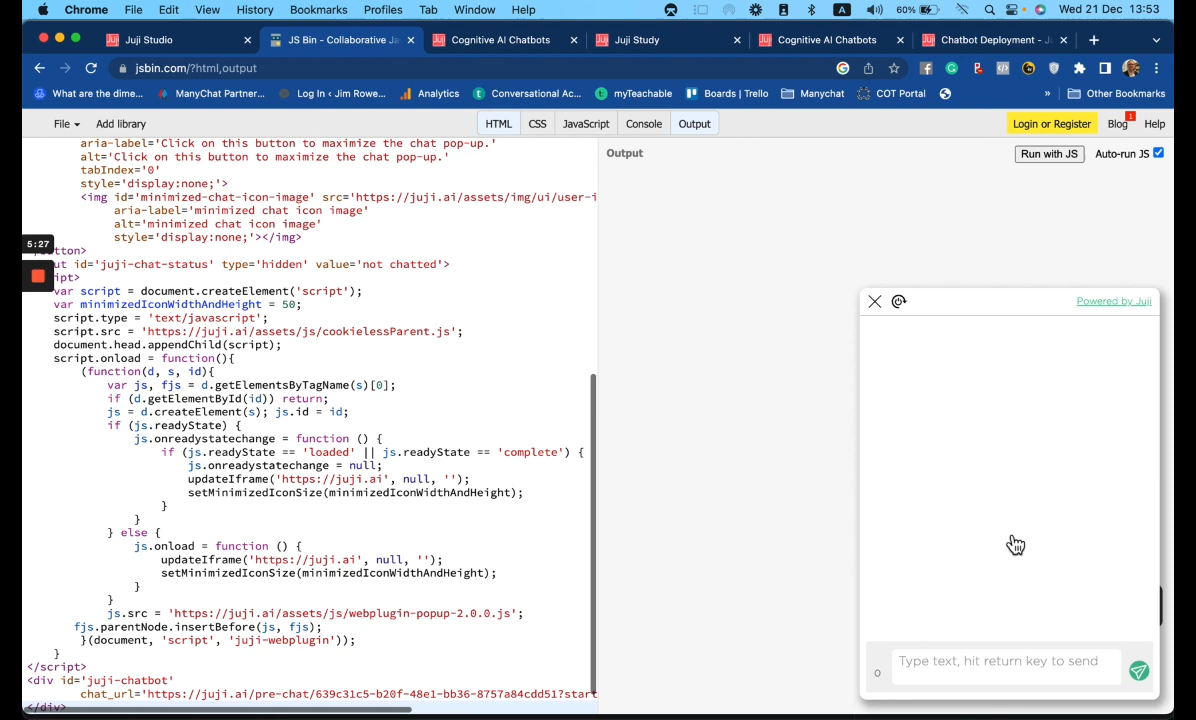 Chrome File Edit View History Bookmarks Profiles Tab Window Help A 60% Wed 21 Dec 13:53
Juji Studio JS Bin - Collaborative Ja Cognitive AI Chatbots Juji Study Cognitive AI Chatbots Chatbot Deployment - Ju
jsbin.com/?html,output
What are the dime... ManyChat Partner... Log In ‹ Jim Rowe... Analytics Conversational Ac... myTeachable Boards | Trello Manychat COT Portal » Other Bookmarks
File Add library HTML CSS JavaScript Console Output Login or Register Blog 1 Help
aria-label='Click on this button to maximize the chat pop-up.'
alt='Click on this button to maximize the chat pop-up.'
tabIndex='0'
style='display:none;'>
<img id='minimized-chat-icon-image' src='https://juji.ai/assets/img/ui/user-i
aria-label='minimized chat icon image'
alt='minimized chat icon image'
style='display:none;'></img>
5:27
tton>
ut id='juji-chat-status' type='hidden' value='not chatted'>
ipt>
var script = document.createElement('script');
var minimizedIconWidthAndHeight = 50;
script.type = 'text/javascript';
script.src = 'https://juji.ai/assets/js/cookielessParent.js';
document.head.appendChild(script);
script.onload = function(){
(function(d, s, id){
var js, fjs = d.getElementsByTagName(s)[0];
if (d.getElementById(id)) return;
js = d.createElement(s); js.id = id;
if (js.readyState) {
js.onreadystatechange = function () {
if (js.readyState == 'loaded' || js.readyState == 'complete') {
js.onreadystatechange = null;
updateIframe('https://juji.ai', null, '');
setMinimizedIconSize(minimizedIconWidthAndHeight);
}
}
} else {
js.onload = function () {
updateIframe('https://juji.ai', null, '');
setMinimizedIconSize(minimizedIconWidthAndHeight);
}
}
js.src = 'https://juji.ai/assets/js/webplugin-popup-2.0.0.js';
fjs.parentNode.insertBefore(js, fjs);
}(document, 'script', 'juji-webplugin'));
}
</script>
<div id='juji-chatbot'
chat_url='https://juji.ai/pre-chat/639c31c5-b20f-48e1-bb36-8757a84cdd51?start
</div>
Output Run with JS Auto-run JS
Powered by Juji
0 Type text, hit return key to send